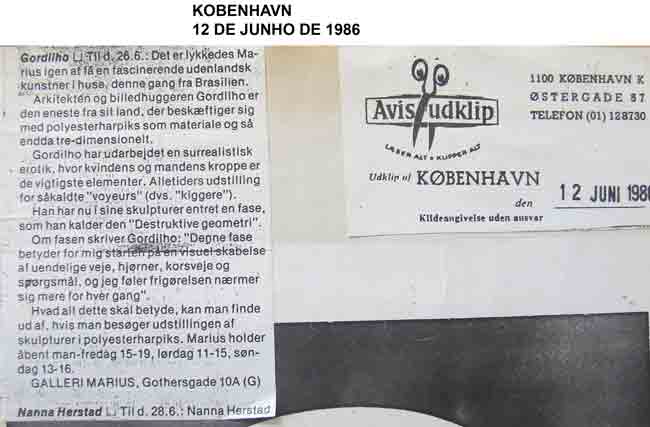 KOBENHAVN
12 DE JUNHO DE 1986
Gordilho Til d. 26.6.: Det er lykkedes Ma-
rius igen at få en fascinerende udenlandsk
kunstner i huse, denne gang fra Brasilien.
Arkitekten og billedhuggeren Gordilho er
den eneste fra sit land, der beskæftiger sig
med polyesterharpiks som materiale og så
endda tre-dimensionelt.
Gordilho har udarbejdet en surrealistisk
erotik, hvor kvindens og mandens kroppe er
de vigtigste elementer. Alletiders udstilling
for såkaldte "voyeurs" (dvs. "kiggere").
Han har nu i sine skulpturer entret en fase,
som han kalder den "Destruktive geometri".
Om fasen skriver Gordilho: "Denne fase
betyder for mig starten på en visuel skabelse
af uendelige veje, hjørner, korsveje og
spørgsmål, og jeg føler frigørelsen nærmer
sig mere for hver gang".
Hvad alt dette skal betyde, kan man finde
ud af, hvis man besøger udstillingen af
skulpturer i polyesterharpiks. Marius holder
åbent man-fredag 15-19, lørdag 11-15, søn-
dag 13-16.
GALLERI MARIUS, Gothersgade 10A (G)
Nanna Herstad Til d. 28.6.: Nanna Herstad
Avisudklip
LÆSER ALT * KLIPPER ALT
1100 KØBENHAVN K
ØSTERGADE 57
TELEFON (01) 128730
Udklip af KØBENHAVN
den 12 JUNI 1986
Kildeangivelse uden ansvar